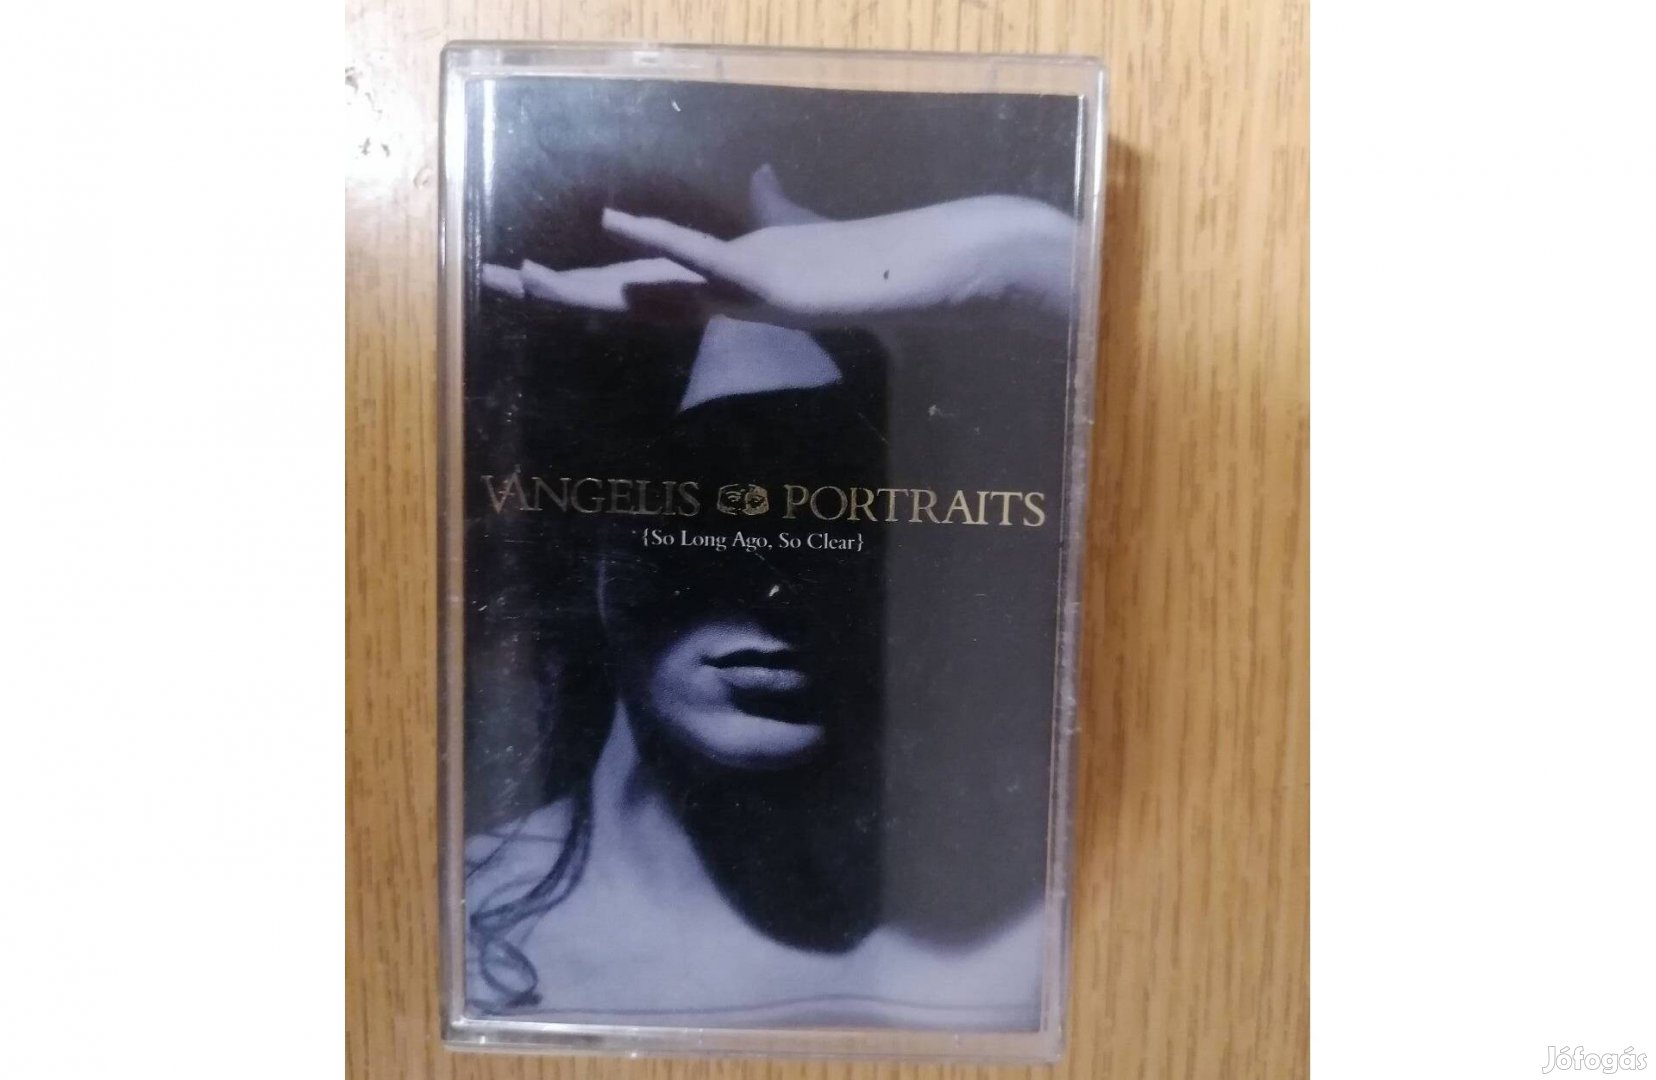 VANGELIS PORTRAITS
{So Long Ago, So Clear}
Jófogás